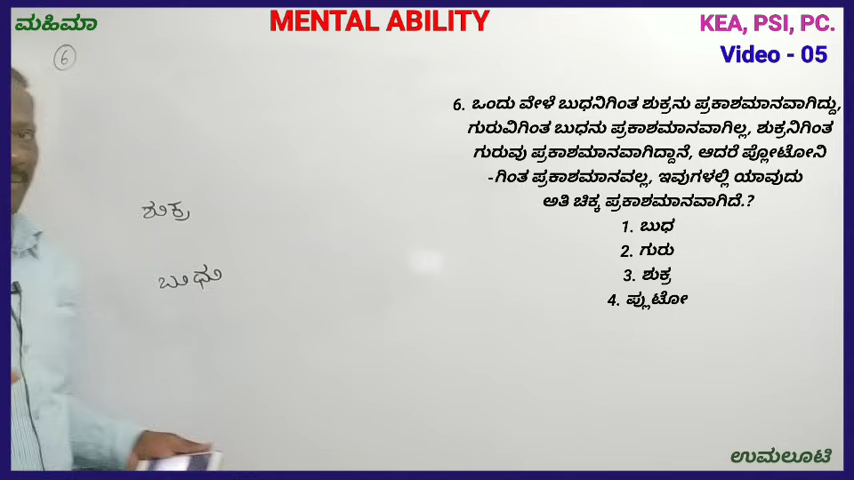 ಮಹಿಮಾ
MENTAL ABILITY
KEA, PSI, PC.
Video - 05
6
6. ಒಂದು ವೇಳೆ ಬುಧನಿಗಿಂತ ಶುಕ್ರನು ಪ್ರಕಾಶಮಾನವಾಗಿದ್ದು,
ಗುರುವಿಗಿಂತ ಬುಧನು ಪ್ರಕಾಶಮಾನವಾಗಿಲ್ಲ, ಶುಕ್ರನಿಗಿಂತ
ಗುರುವು ಪ್ರಕಾಶಮಾನವಾಗಿದ್ದಾನೆ, ಆದರೆ ಪ್ಲೋಟೋನಿ
-ಗಿಂತ ಪ್ರಕಾಶಮಾನವಲ್ಲ, ಇವುಗಳಲ್ಲಿ ಯಾವುದು
ಅತಿ ಚಿಕ್ಕ ಪ್ರಕಾಶಮಾನವಾಗಿದೆ.?
1. ಬುಧ
2. ಗುರು
3. ಶುಕ್ರ
4. ಪ್ಲುಟೋ
ಶುಕ್ರ
ಬುಧು
ಉಮಲೂಟಿ